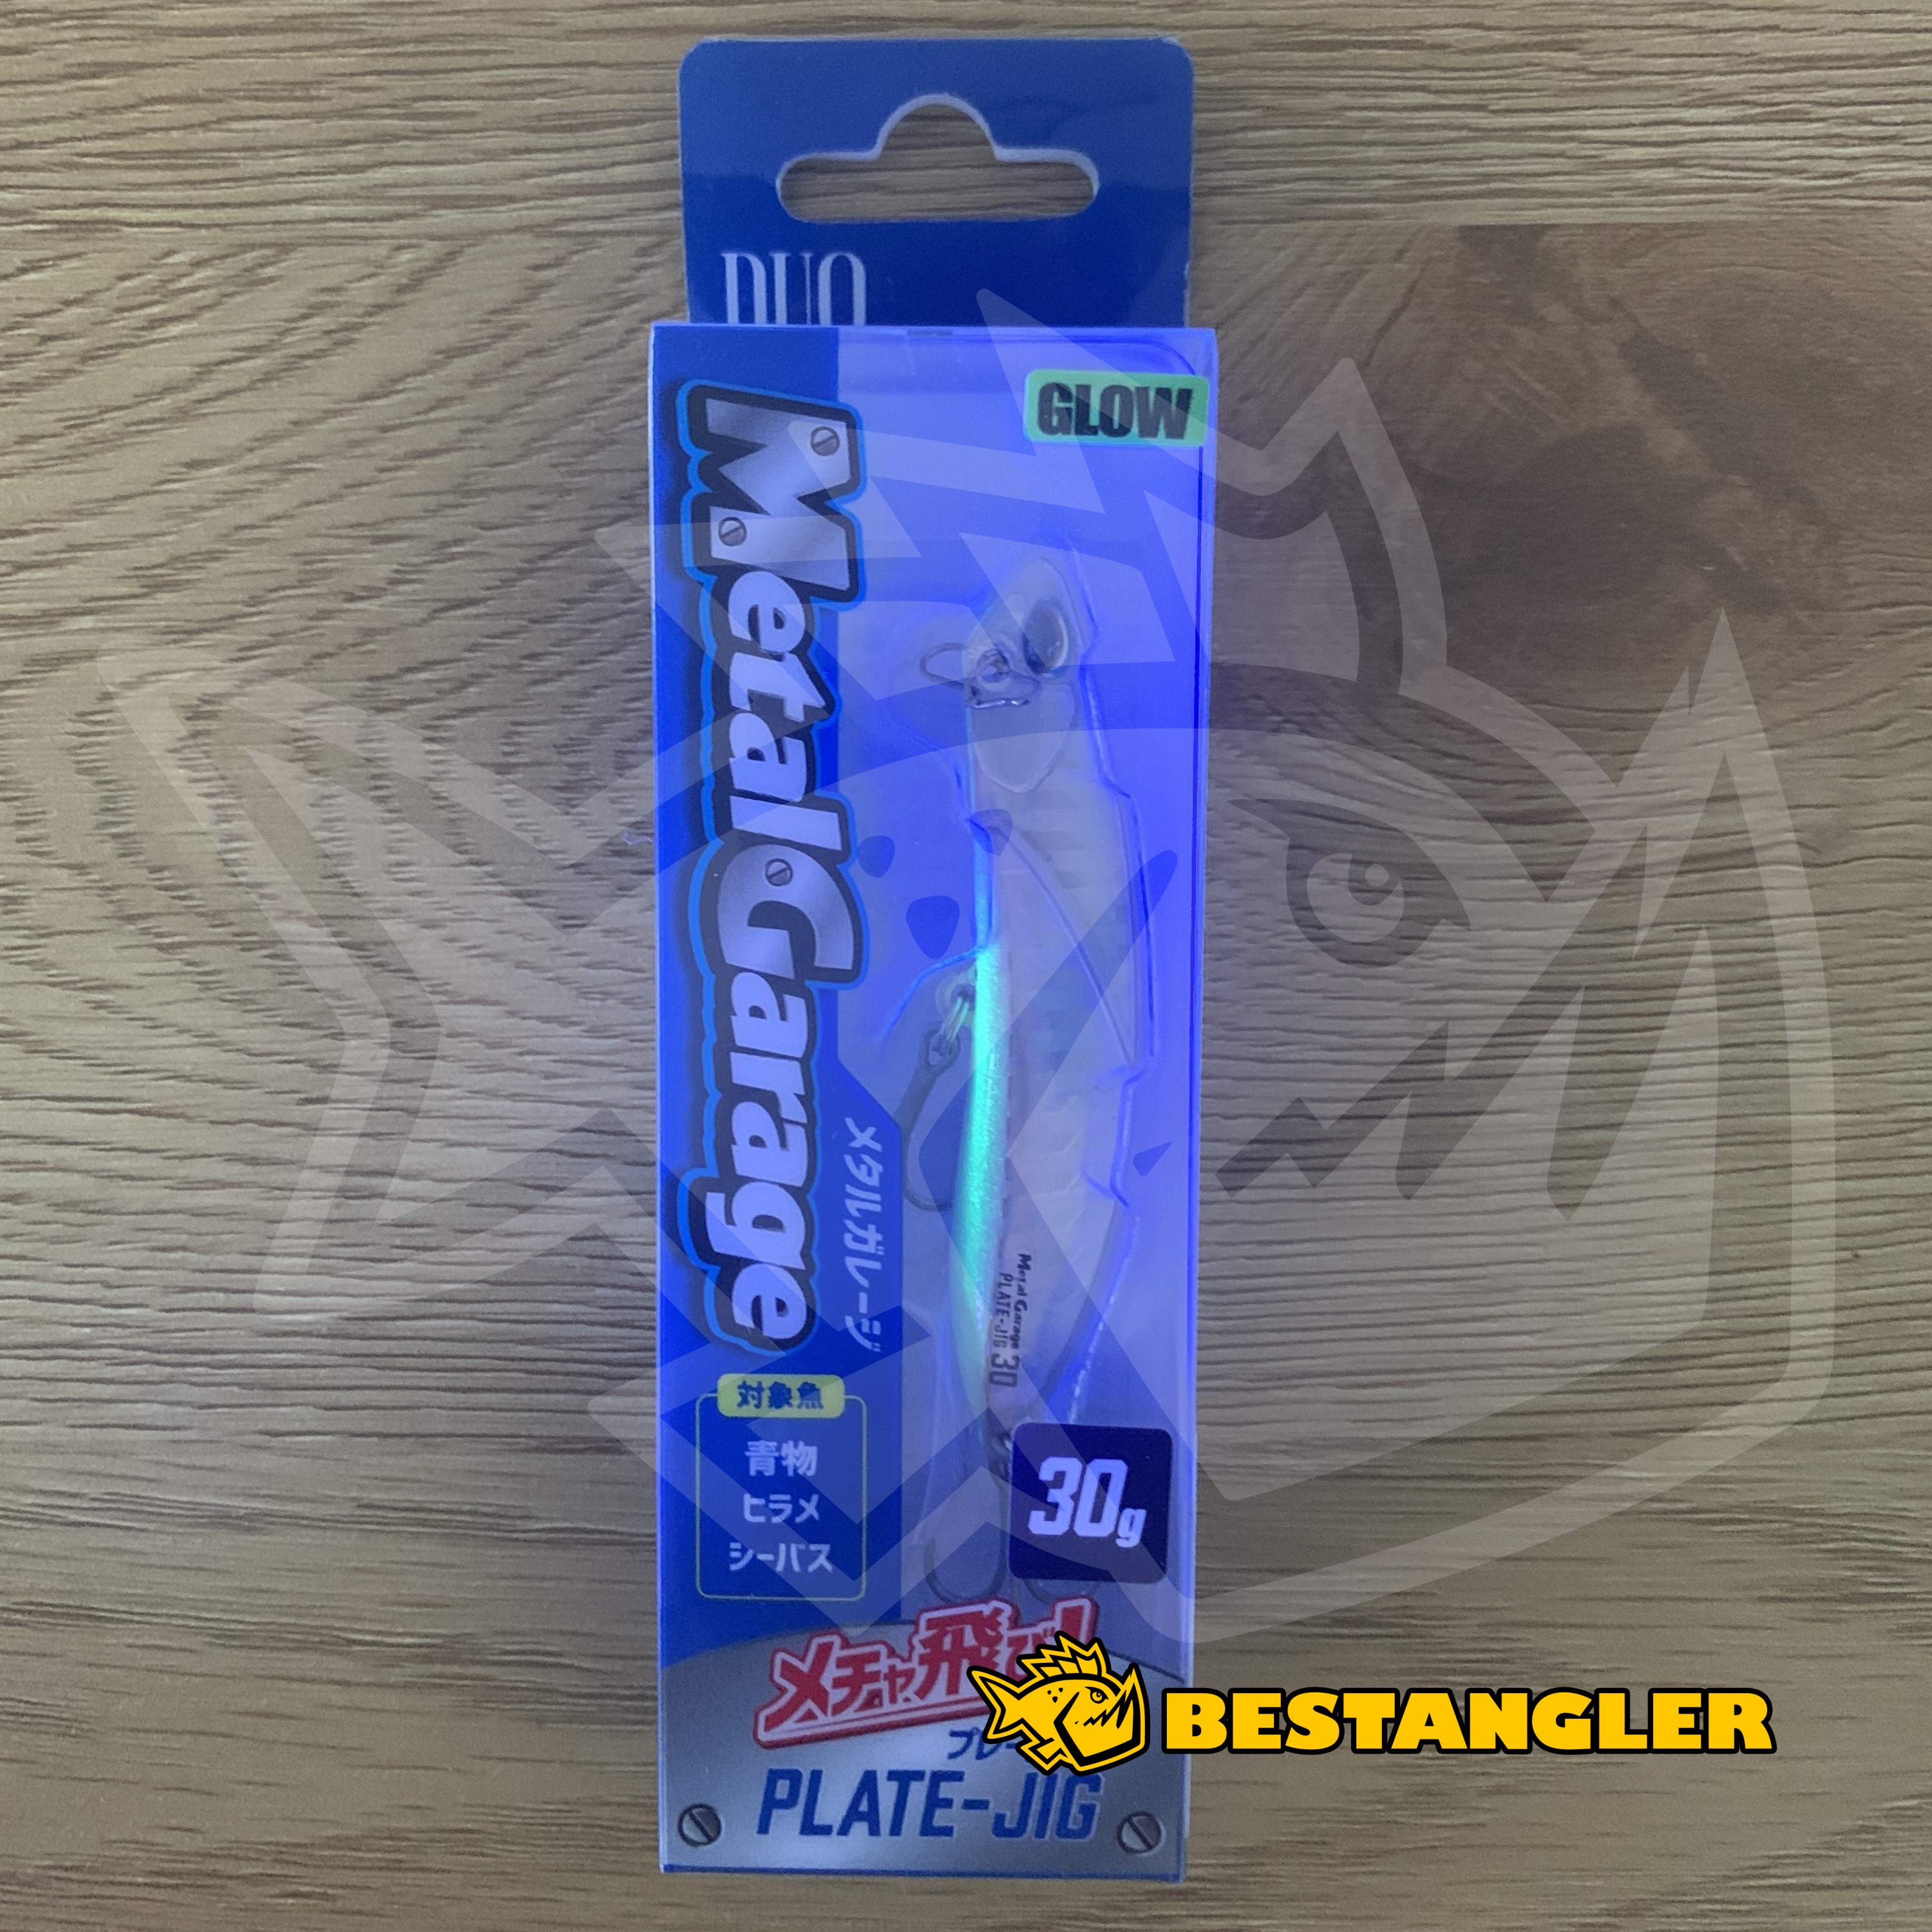 DUO
GLOW
Metal Garage
メタルガレージ
Metal Garage
PLATE-JIG 30
対象魚
青物
ヒラメ
シーバス
30g
メチャ飛び!
BESTANGLER
PLATE-JIG